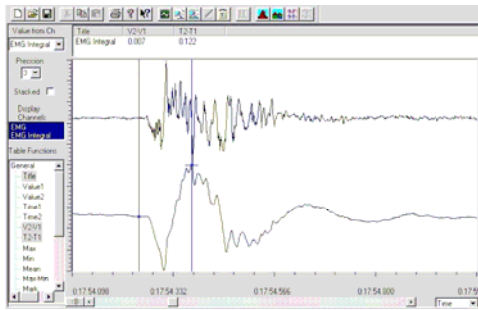 Value from Ch
EMG Integral
Precision
3
Stacked
Display
Channels
EMG
EMG Integral
Table Functions
General
Title
Value1
Value2
Time1
Time2
V2-V1
T2-T1
Max
Min
Mean
Max-Min
Mark
Title V2-V1 T2-T1
EMG Integral 0.007 0.122
0:17:54.098 0:17:54.332 0:17:54.566 0:17:54.800
Time